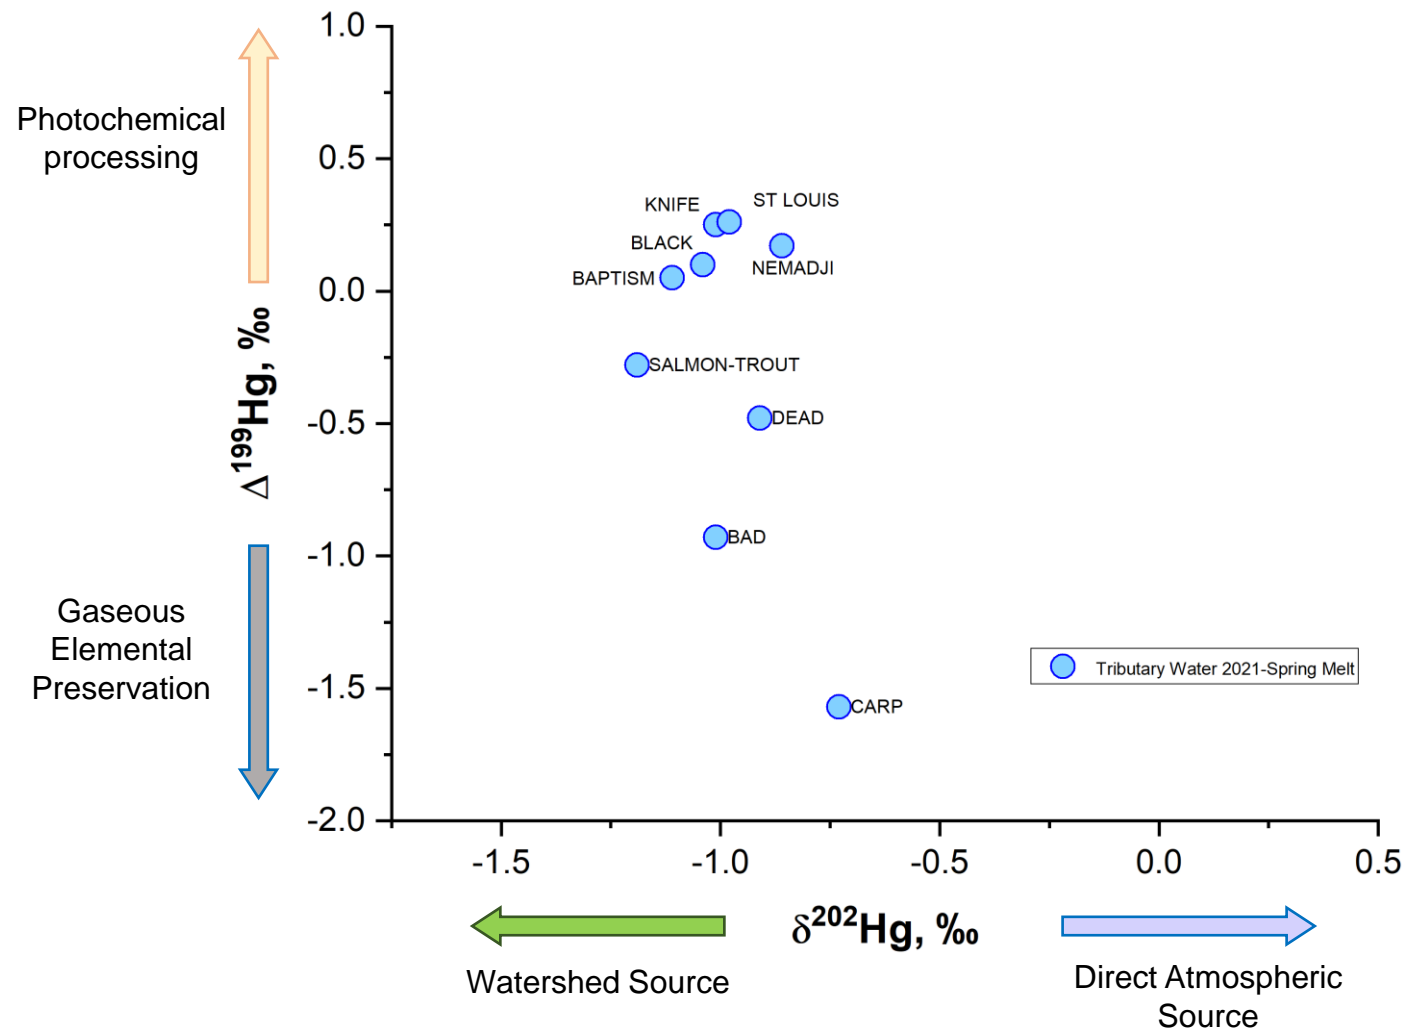 1.0
0.5
0.0
-0.5
-1.0
-1.5
-2.0
Photochemical
processing
Δ¹⁹⁹Hg, ‰
Gaseous
Elemental
Preservation
KNIFE
ST LOUIS
BLACK
NEMADJI
BAPTISM
SALMON-TROUT
DEAD
BAD
CARP
Tributary Water 2021-Spring Melt
-1.5
-1.0
-0.5
0.0
0.5
δ²⁰²Hg, ‰
Watershed Source
Direct Atmospheric
Source